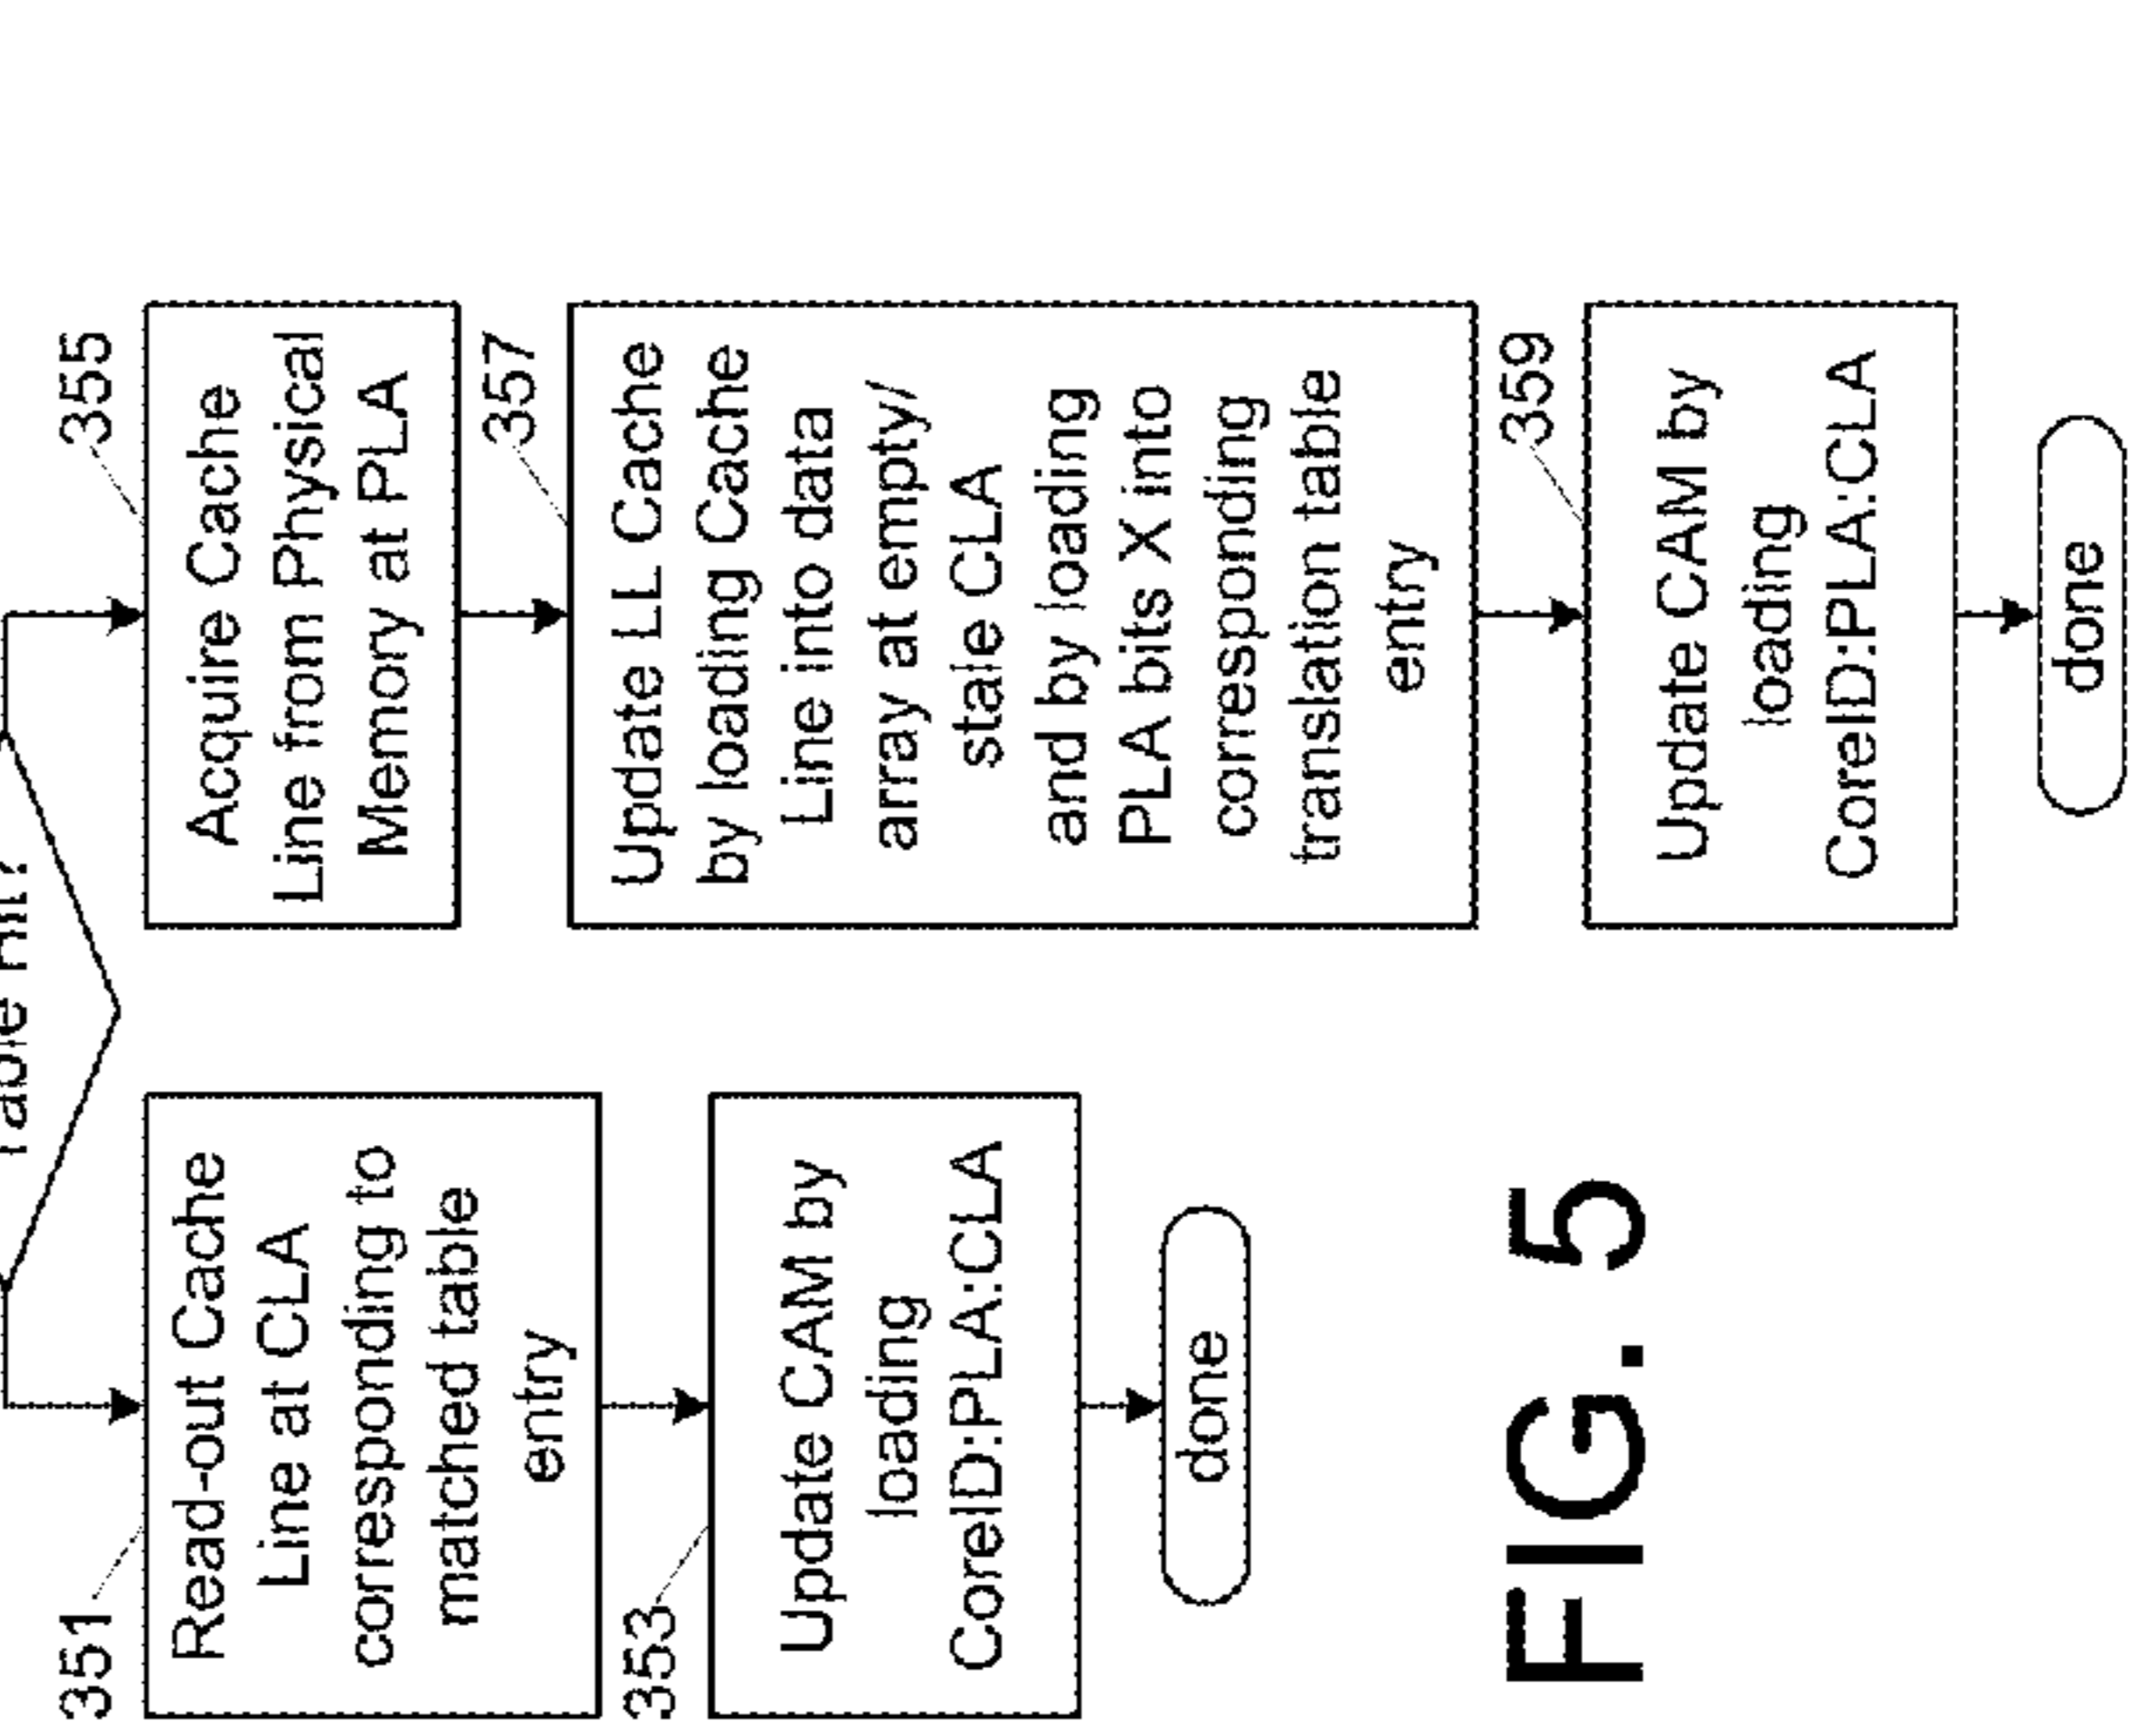 351
Read-out Cache
Line at CLA
corresponding to
matched table
entry
353
Update CAM by
loading
CoreID:PLA:CLA
done
355
Acquire Cache
Line from Physical
Memory at PLA
357
Update LL Cache
by loading Cache
Line into data
array at empty/
stale CLA
and by loading
PLA bits X into
corresponding
translation table
entry
359
Update CAM by
loading
CoreID:PLA:CLA
done
FIG. 5